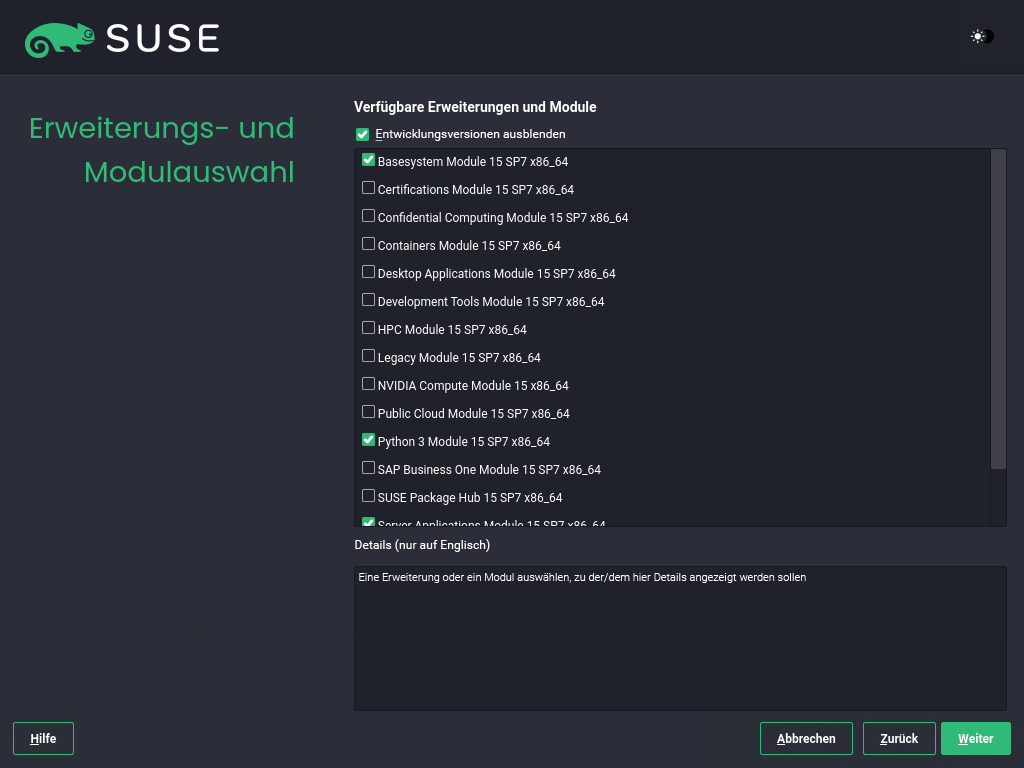 SUSE
Erweiterungs- und
Modulauswahl
Verfügbare Erweiterungen und Module
Entwicklungsversionen ausblenden
Basesystem Module 15 SP7 x86_64
Certifications Module 15 SP7 x86_64
Confidential Computing Module 15 SP7 x86_64
Containers Module 15 SP7 x86_64
Desktop Applications Module 15 SP7 x86_64
Development Tools Module 15 SP7 x86_64
HPC Module 15 SP7 x86_64
Legacy Module 15 SP7 x86_64
NVIDIA Compute Module 15 x86_64
Public Cloud Module 15 SP7 x86_64
Python 3 Module 15 SP7 x86_64
SAP Business One Module 15 SP7 x86_64
SUSE Package Hub 15 SP7 x86_64
Server Applications Module 15 SP7 x86_64
Details (nur auf Englisch)
Eine Erweiterung oder ein Modul auswählen, zu der/dem hier Details angezeigt werden sollen
Hilfe
Abbrechen
Zurück
Weiter